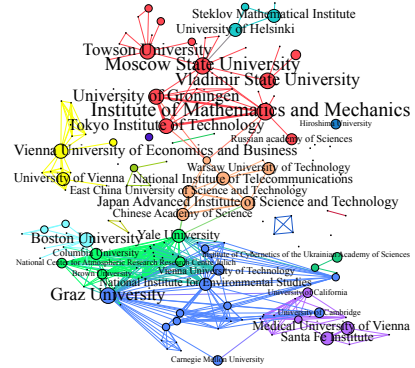 Steklov Mathematical Institute
University of Helsinki
Towson University
Moscow State University
Vladimir State University
University of Groningen
Institute of Mathematics and Mechanics
Tokyo Institute of Technology
Hiroshima University
Russian academy of Sciences
Vienna University of Economics and Business
Warsaw University of Technology
University of Vienna
National Institute of Telecommunications
East China University of Science and Technology
Japan Advanced Institute of Science and Technology
Chinese Academy of Science
Boston University
Yale University
Columbia University
Institute of Cybernetics of the Ukrainian Academy of Sciences
National Center for Atmospheric Research
Vienna University of Technology
Brown University
National Institute for Environmental Studies
Graz University
University of California
University of Cambridge
Medical University of Vienna
Santa Fe Institute
Carnegie Mellon University